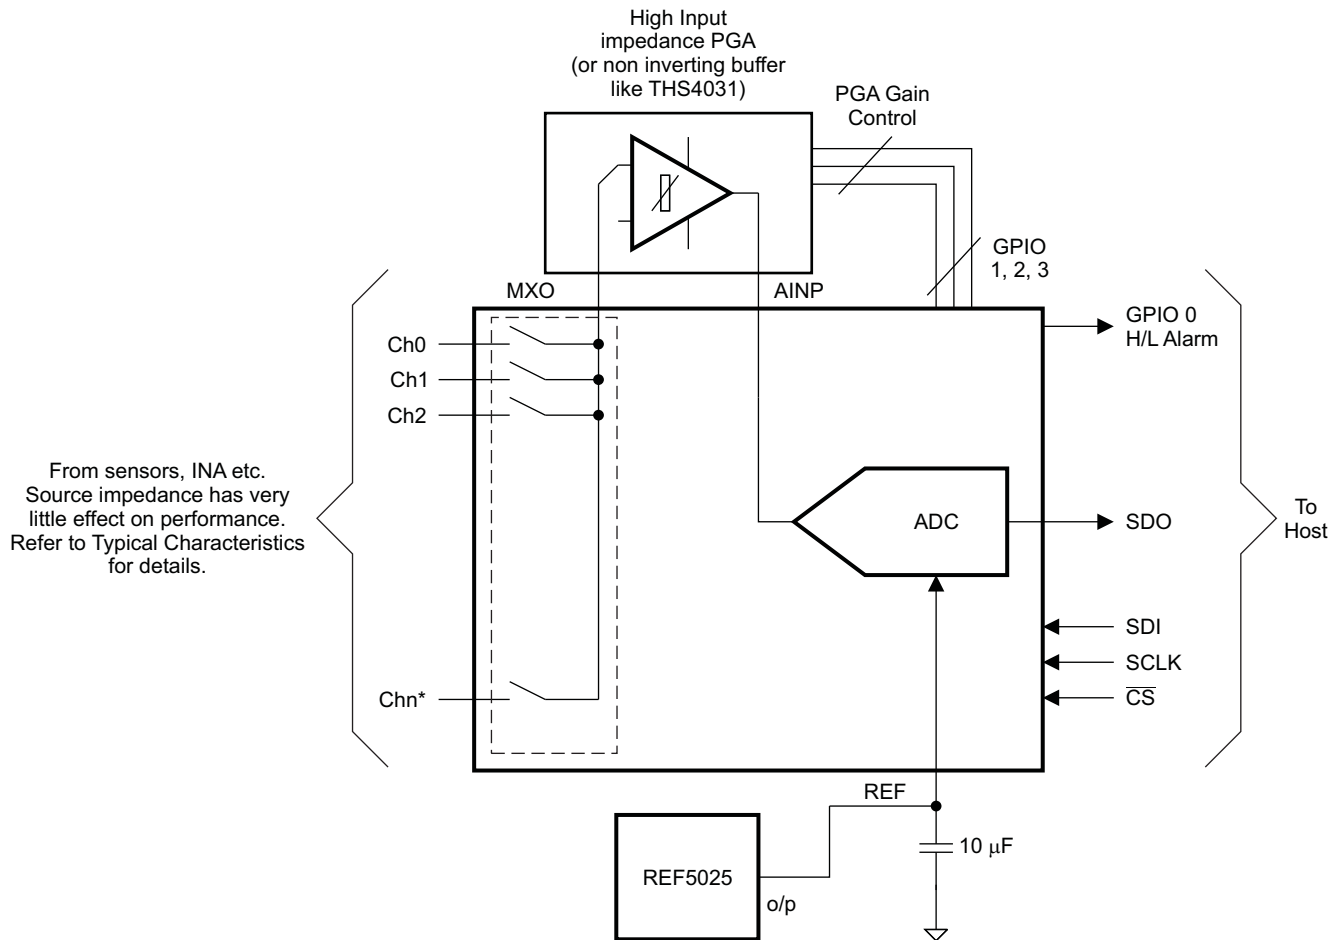 High Input
impedance PGA
(or non inverting buffer
like THS4031)
PGA Gain
Control
GPIO
1, 2, 3
MXO
AINP
GPIO 0
H/L Alarm
Ch0
Ch1
Ch2
From sensors, INA etc.
Source impedance has very
little effect on performance.
Refer to Typical Characteristics
for details.
ADC
SDO
To
Host
SDI
SCLK
C̅S̅
Chn*
REF
10 μF
REF5025
o/p